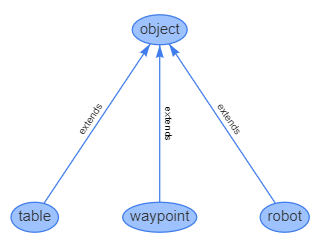 object
extends
extends
extends
table
waypoint
robot